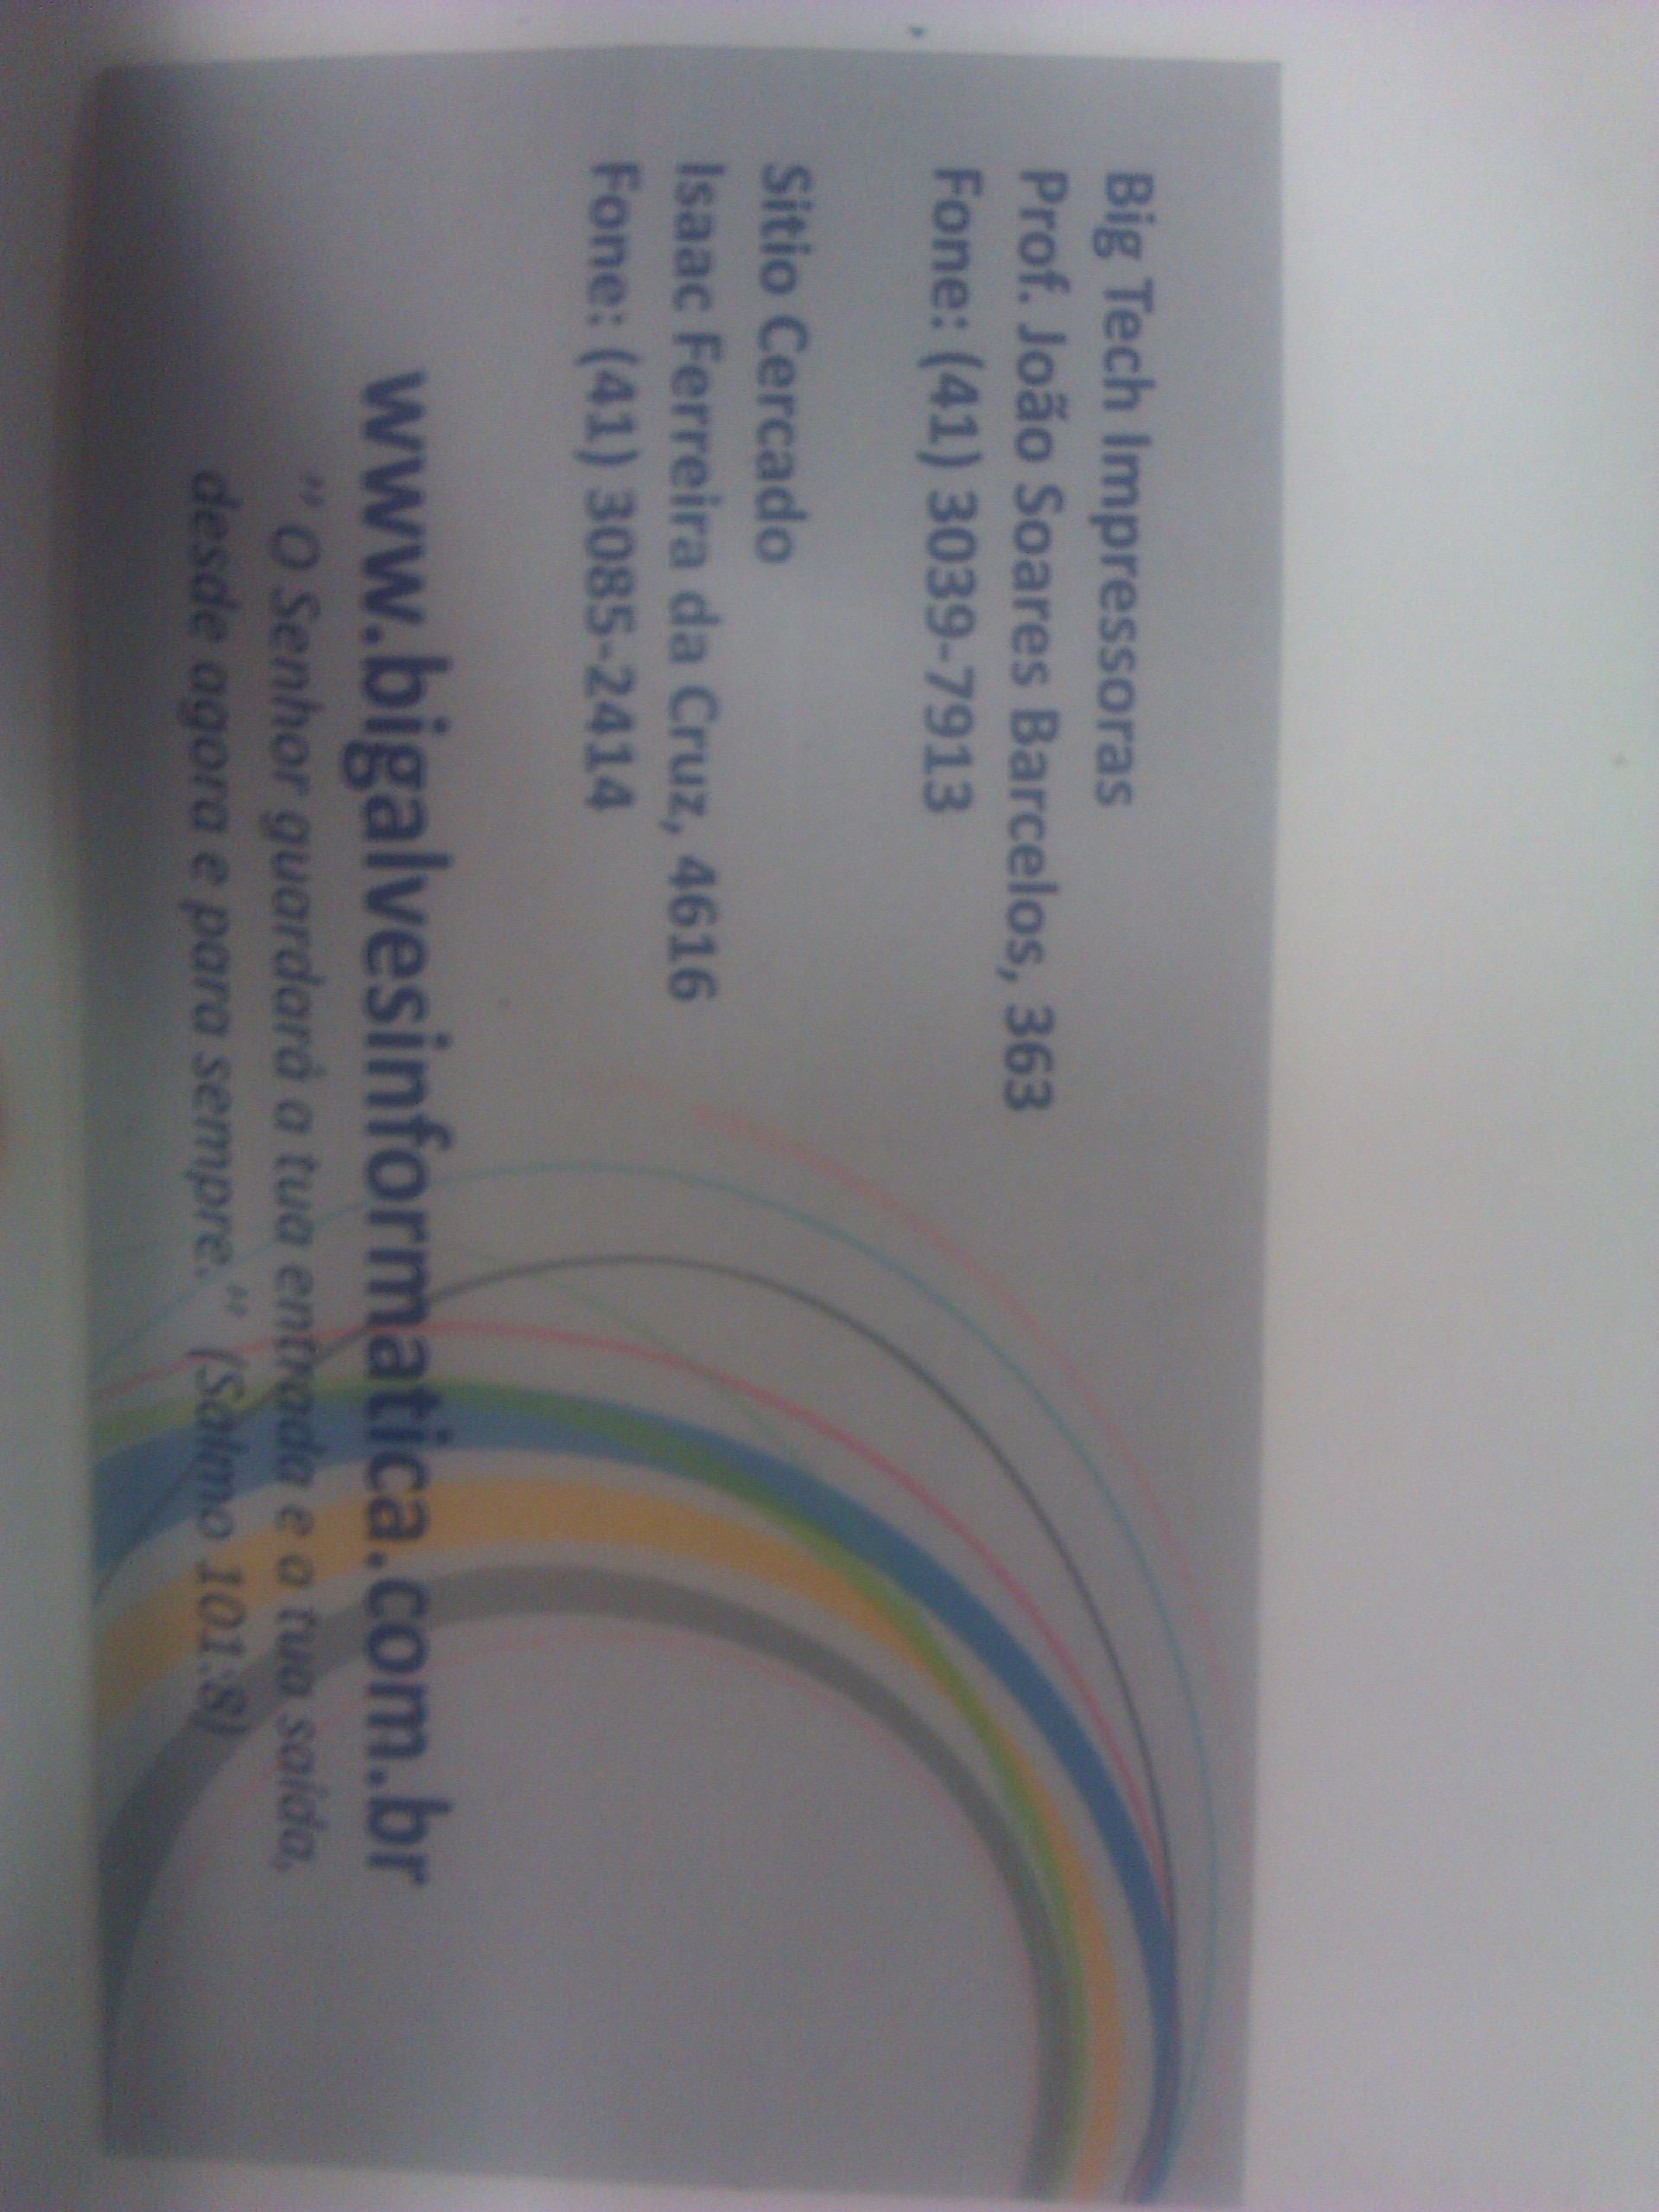 Big Tech Impressoras
Prof. João Soares Barcelos, 363
Fone: (41) 3039-7913
Sitio Cercado
Isaac Ferreira da Cruz, 4616
Fone: (41) 3085-2414
www.bigalvesinformatica.com.br
" O Senhor guardará a tua entrada e a tua saída,
desde agora e para sempre." (Salmo 101:8)